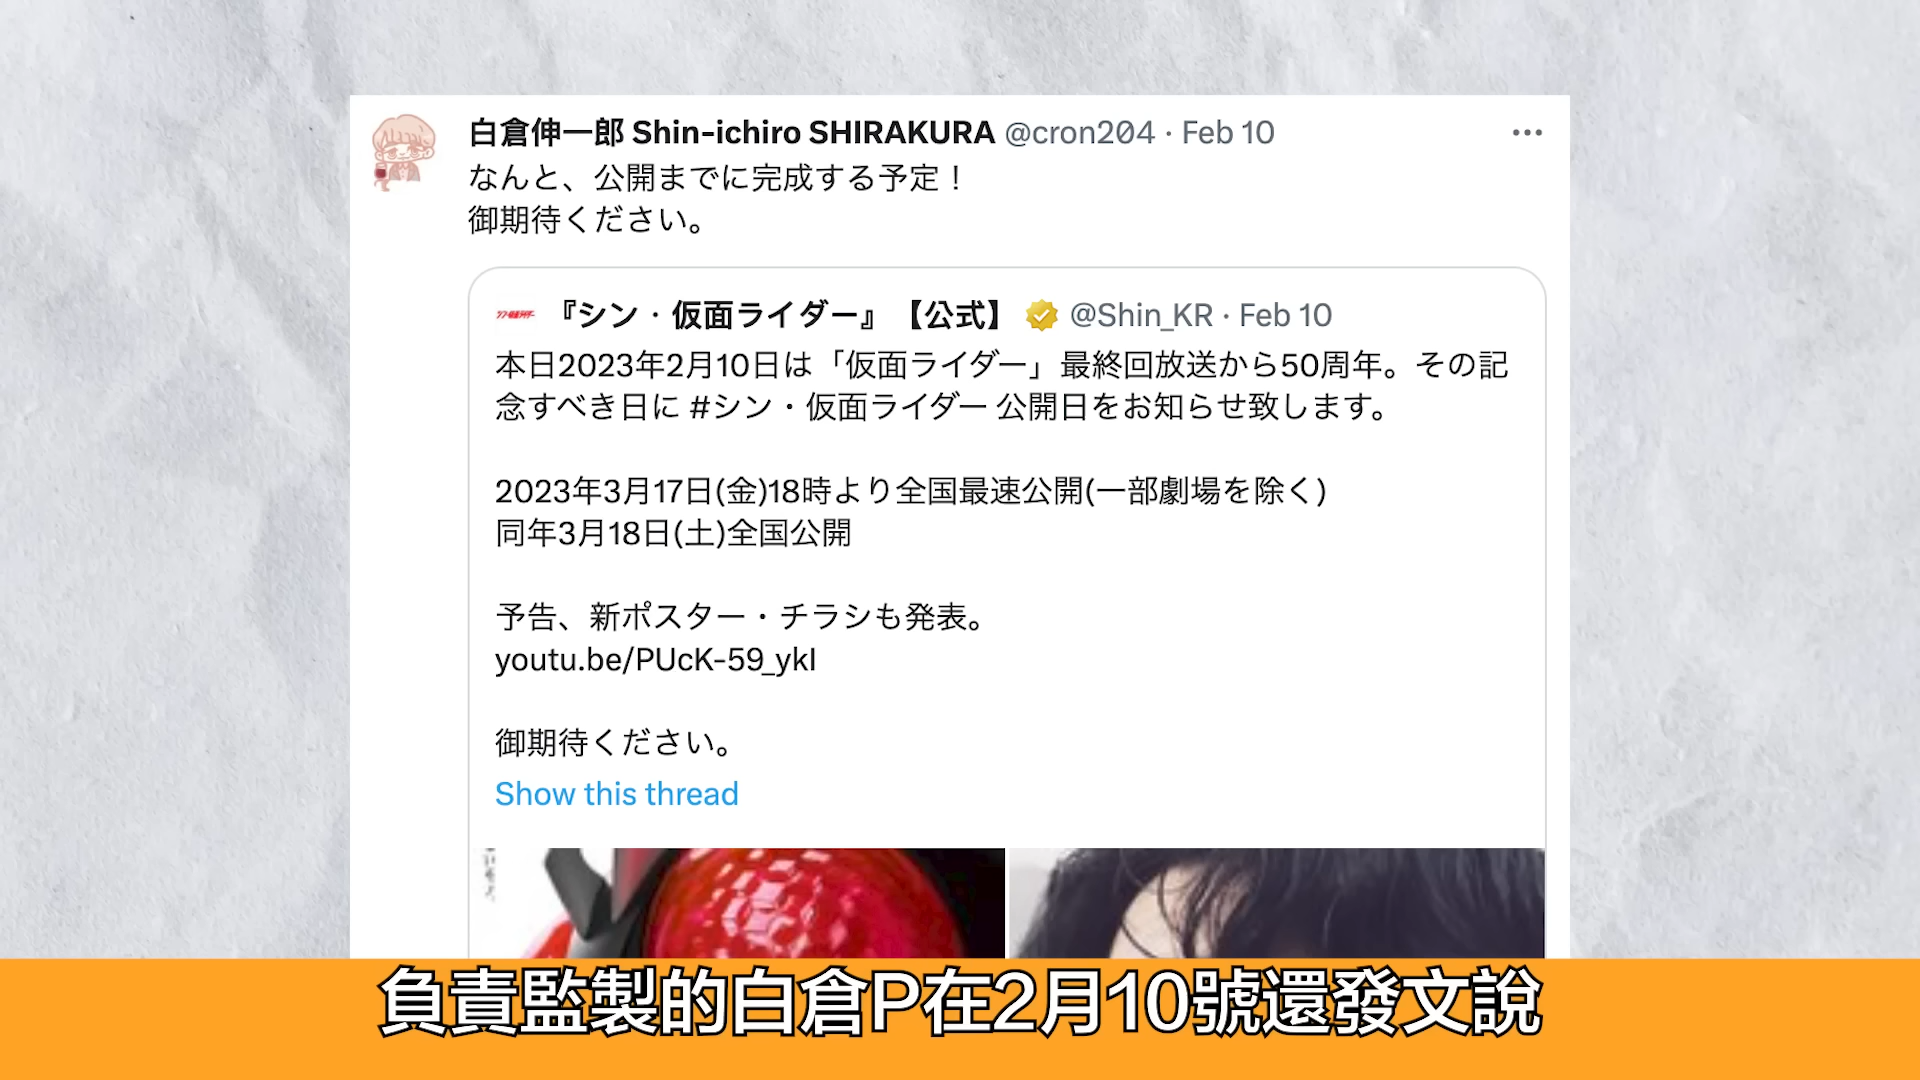 白倉伸一郎 Shin-ichiro SHIRAKURA @cron204 · Feb 10
なんと、公開までに完成する予定！
御期待ください。
『シン・仮面ライダー』【公式】 @Shin_KR · Feb 10
本日2023年2月10日は「仮面ライダー」最終回放送から50周年。その記
念すべき日に #シン・仮面ライダー 公開日をお知らせ致します。
2023年3月17日(金)18時より全国最速公開(一部劇場を除く)
同年3月18日(土)全国公開
予告、新ポスター・チラシも発表。
youtu.be/PUcK-59_ykI
御期待ください。
Show this thread
負責監製的白倉P在2月10號還發文說